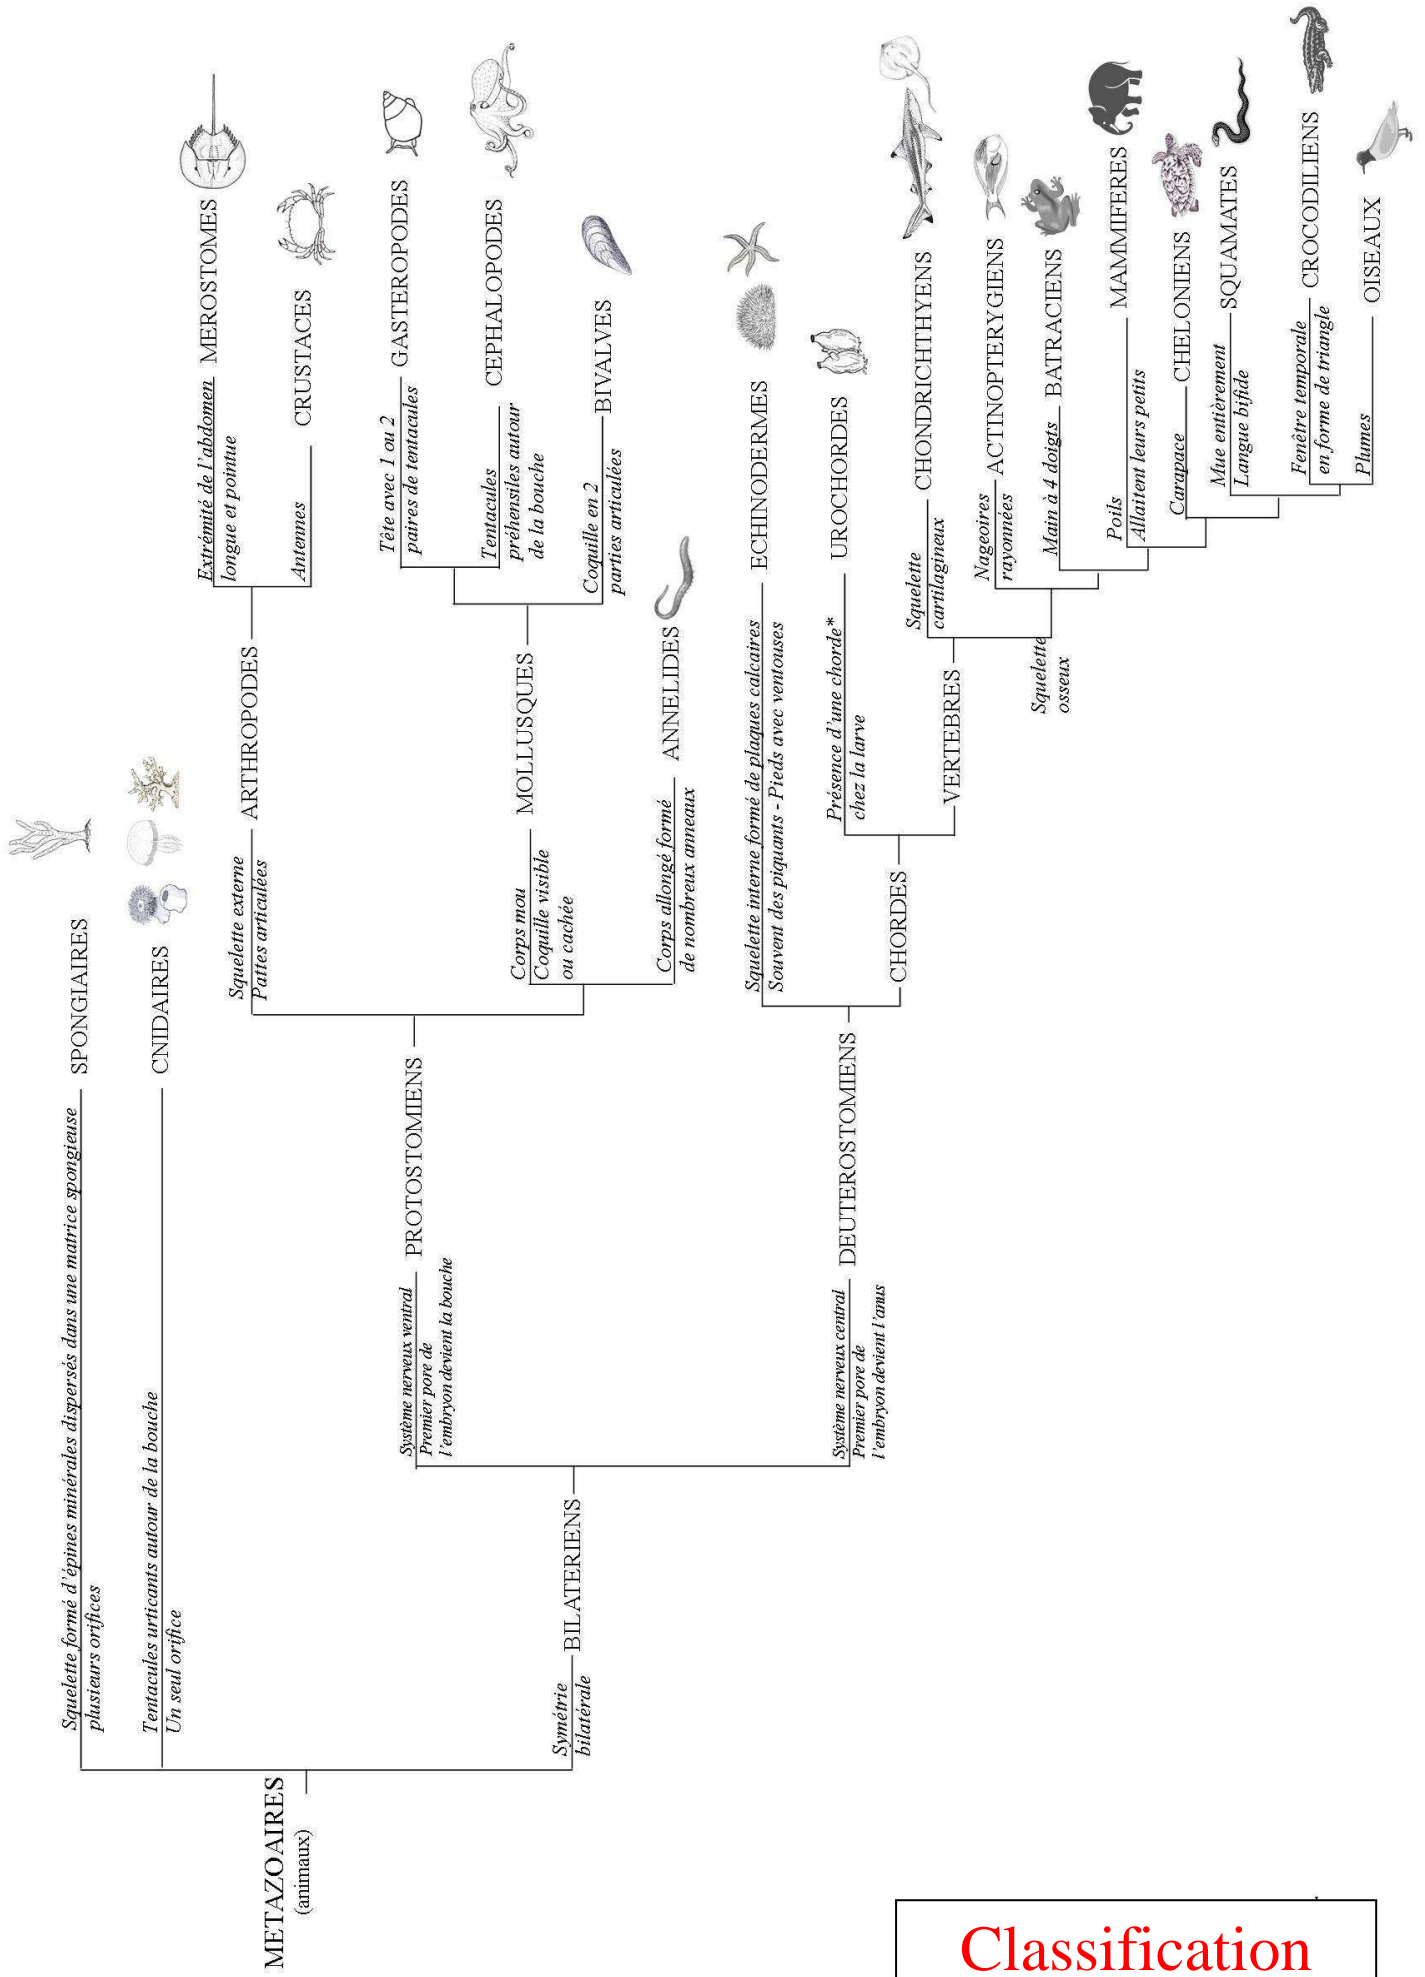 METAZOAIRES
(animaux)
Squelette formé d'épines minérales dispersés dans une matrice spongieuse
plusieurs orifices
SPONGIAIRES
Tentacules urticants autour de la bouche
Un seul orifice
CNIDAIRES
Symétrie
bilatérale
BILATERIENS
Système nerveux ventral
Premier pore de
l'embryon devient la bouche
PROTOSTOMIENS
Squelette externe
Pattes articulées
ARTHROPODES
Extrémité de l'abdomen
longue et pointue
MEROSTOMES
Antennes
CRUSTACES
Corps mou
Coquille visible
ou cachée
MOLLUSQUES
Tête avec 1 ou 2
paires de tentacules
GASTEROPODES
Tentacules
préhensiles autour
de la bouche
CEPHALOPODES
Coquille en 2
parties articulées
BIVALVES
Corps allongé formé
de nombreux anneaux
ANNELIDES
Système nerveux central
Premier pore de
l'embryon devient l'anus
DEUTEROSTOMIENS
Squelette interne formé de plaques calcaires
Souvent des piquants - Pieds avec ventouses
ECHINODERMES
CHORDES
Présence d'une chorde*
chez la larve
UROCHORDES
VERTEBRES
Squelette
cartilagineux
CHONDRICHTHYENS
Squelette
osseux
Nageoires
rayonnées
ACTINOPTERYGIENS
Main à 4 doigts
BATRACIENS
Poils
Allaitent leurs petits
MAMMIFERES
Carapace
CHELONIENS
Mue entièrement
Langue bifide
SQUAMATES
Fenêtre temporale
en forme de triangle
CROCODILIENS
Plumes
OISEAUX
Classification